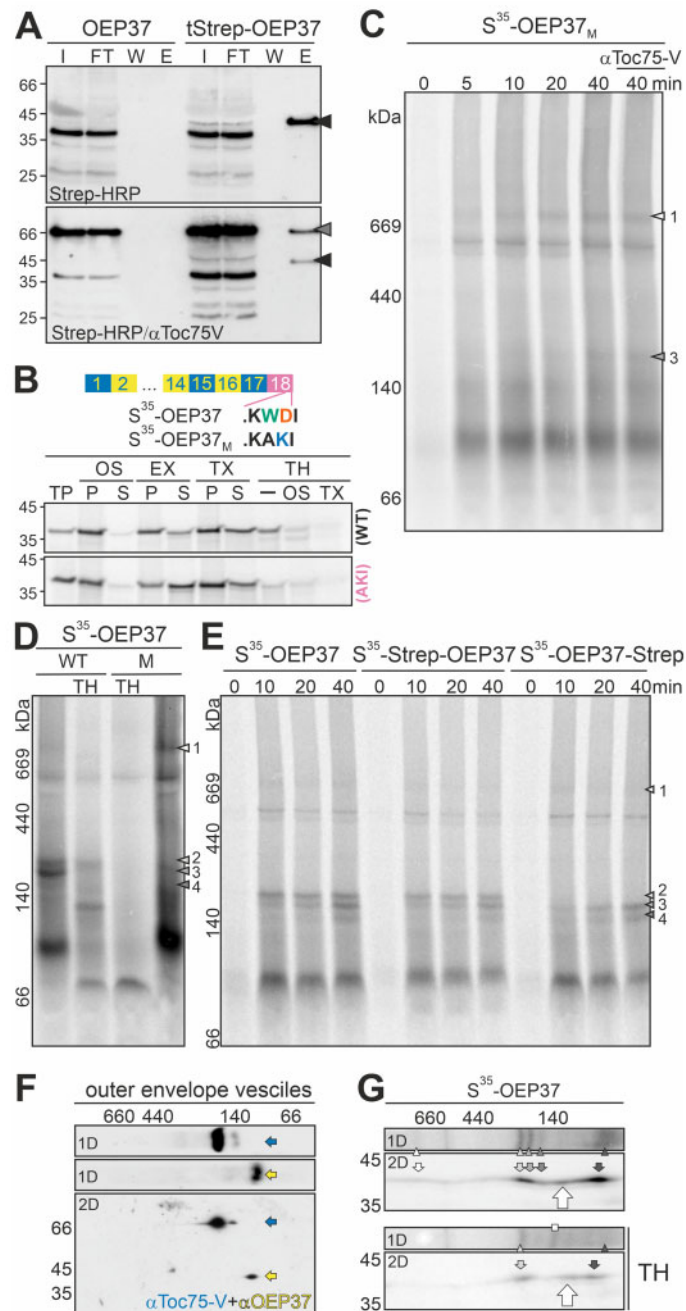 A
OEP37 tStrep-OEP37
I FT W E I FT W E
66
45
35
25
Strep-HRP
66
45
35
25
Strep-HRP/αToc75V
B
1 2 ... 14 15 16 17 18
S35-OEP37 .KWDI
S35-OEP37M .KAKI
OS EX TX TH
TP P S P S P S – OS TX
45
35
(WT)
45
35
(AKI)
C
S35-OEP37M
αToc75-V
0 5 10 20 40 40 min
kDa
669
440
140
66
1
3
D
S35-OEP37
WT M
TH TH
kDa
669
440
140
66
1
2
3
4
E
S35-OEP37 S35-Strep-OEP37 S35-OEP37-Strep
0 10 20 40 0 10 20 40 0 10 20 40 min
kDa
669
440
140
66
1
2
3
4
F
outer envelope vesciles
660 440 140 66
1D
1D
2D
66
45
35
αToc75-V+αOEP37
G
S35-OEP37
660 440 140
1D
45
2D
35
1D
45
2D
35
TH